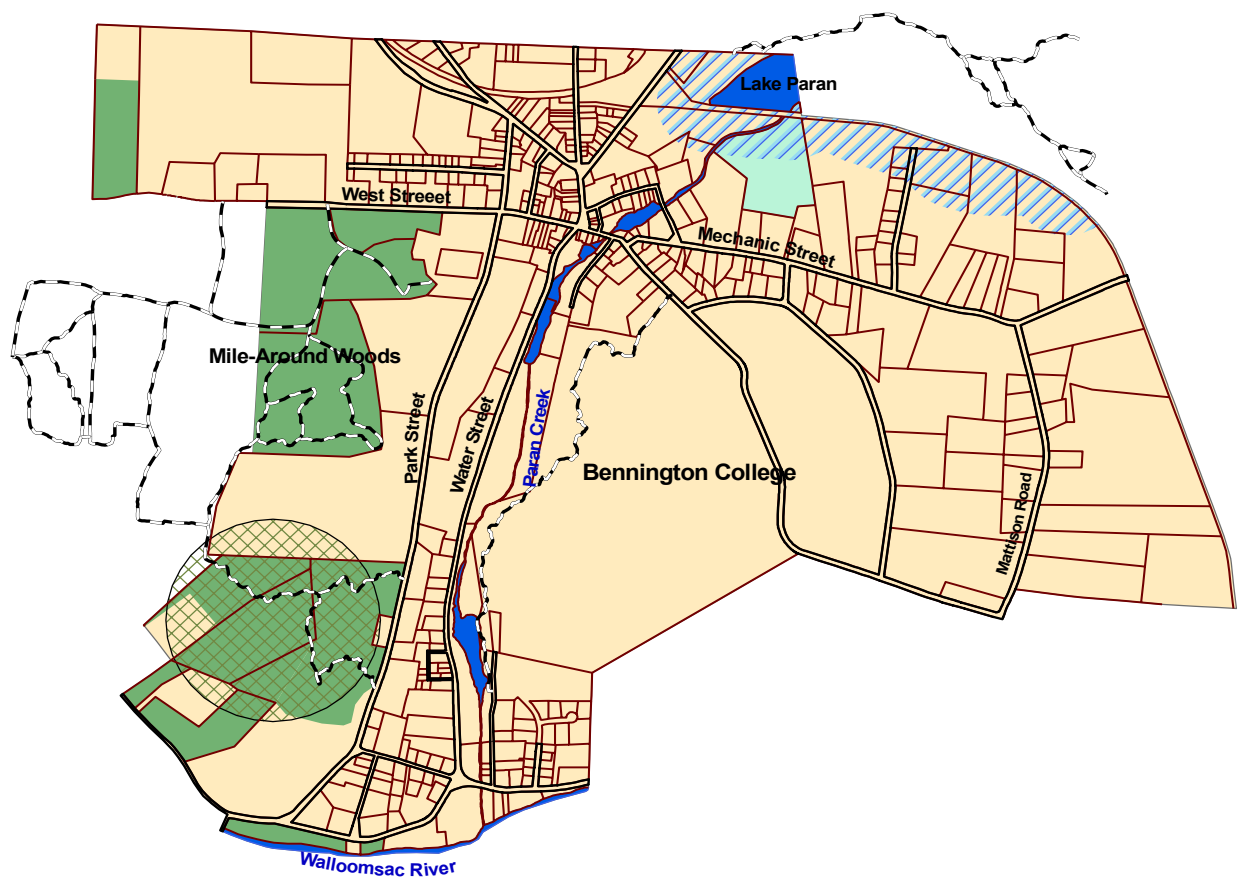 Lake Paran
West Streeet
Mechanic Street
Mile-Around Woods
Park Street
Water Street
Paran Creek
Bennington College
Mattison Road
Walloomsac River